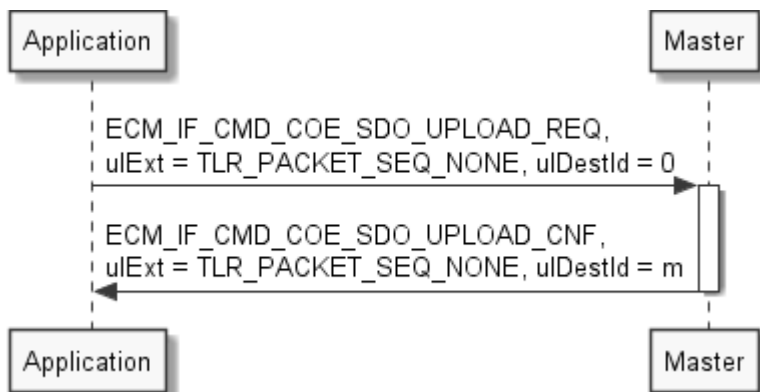 Application Master
ECM_IF_CMD_COE_SDO_UPLOAD_REQ,
ulExt = TLR_PACKET_SEQ_NONE, ulDestId = 0
ECM_IF_CMD_COE_SDO_UPLOAD_CNF,
ulExt = TLR_PACKET_SEQ_NONE, ulDestId = m
Application Master